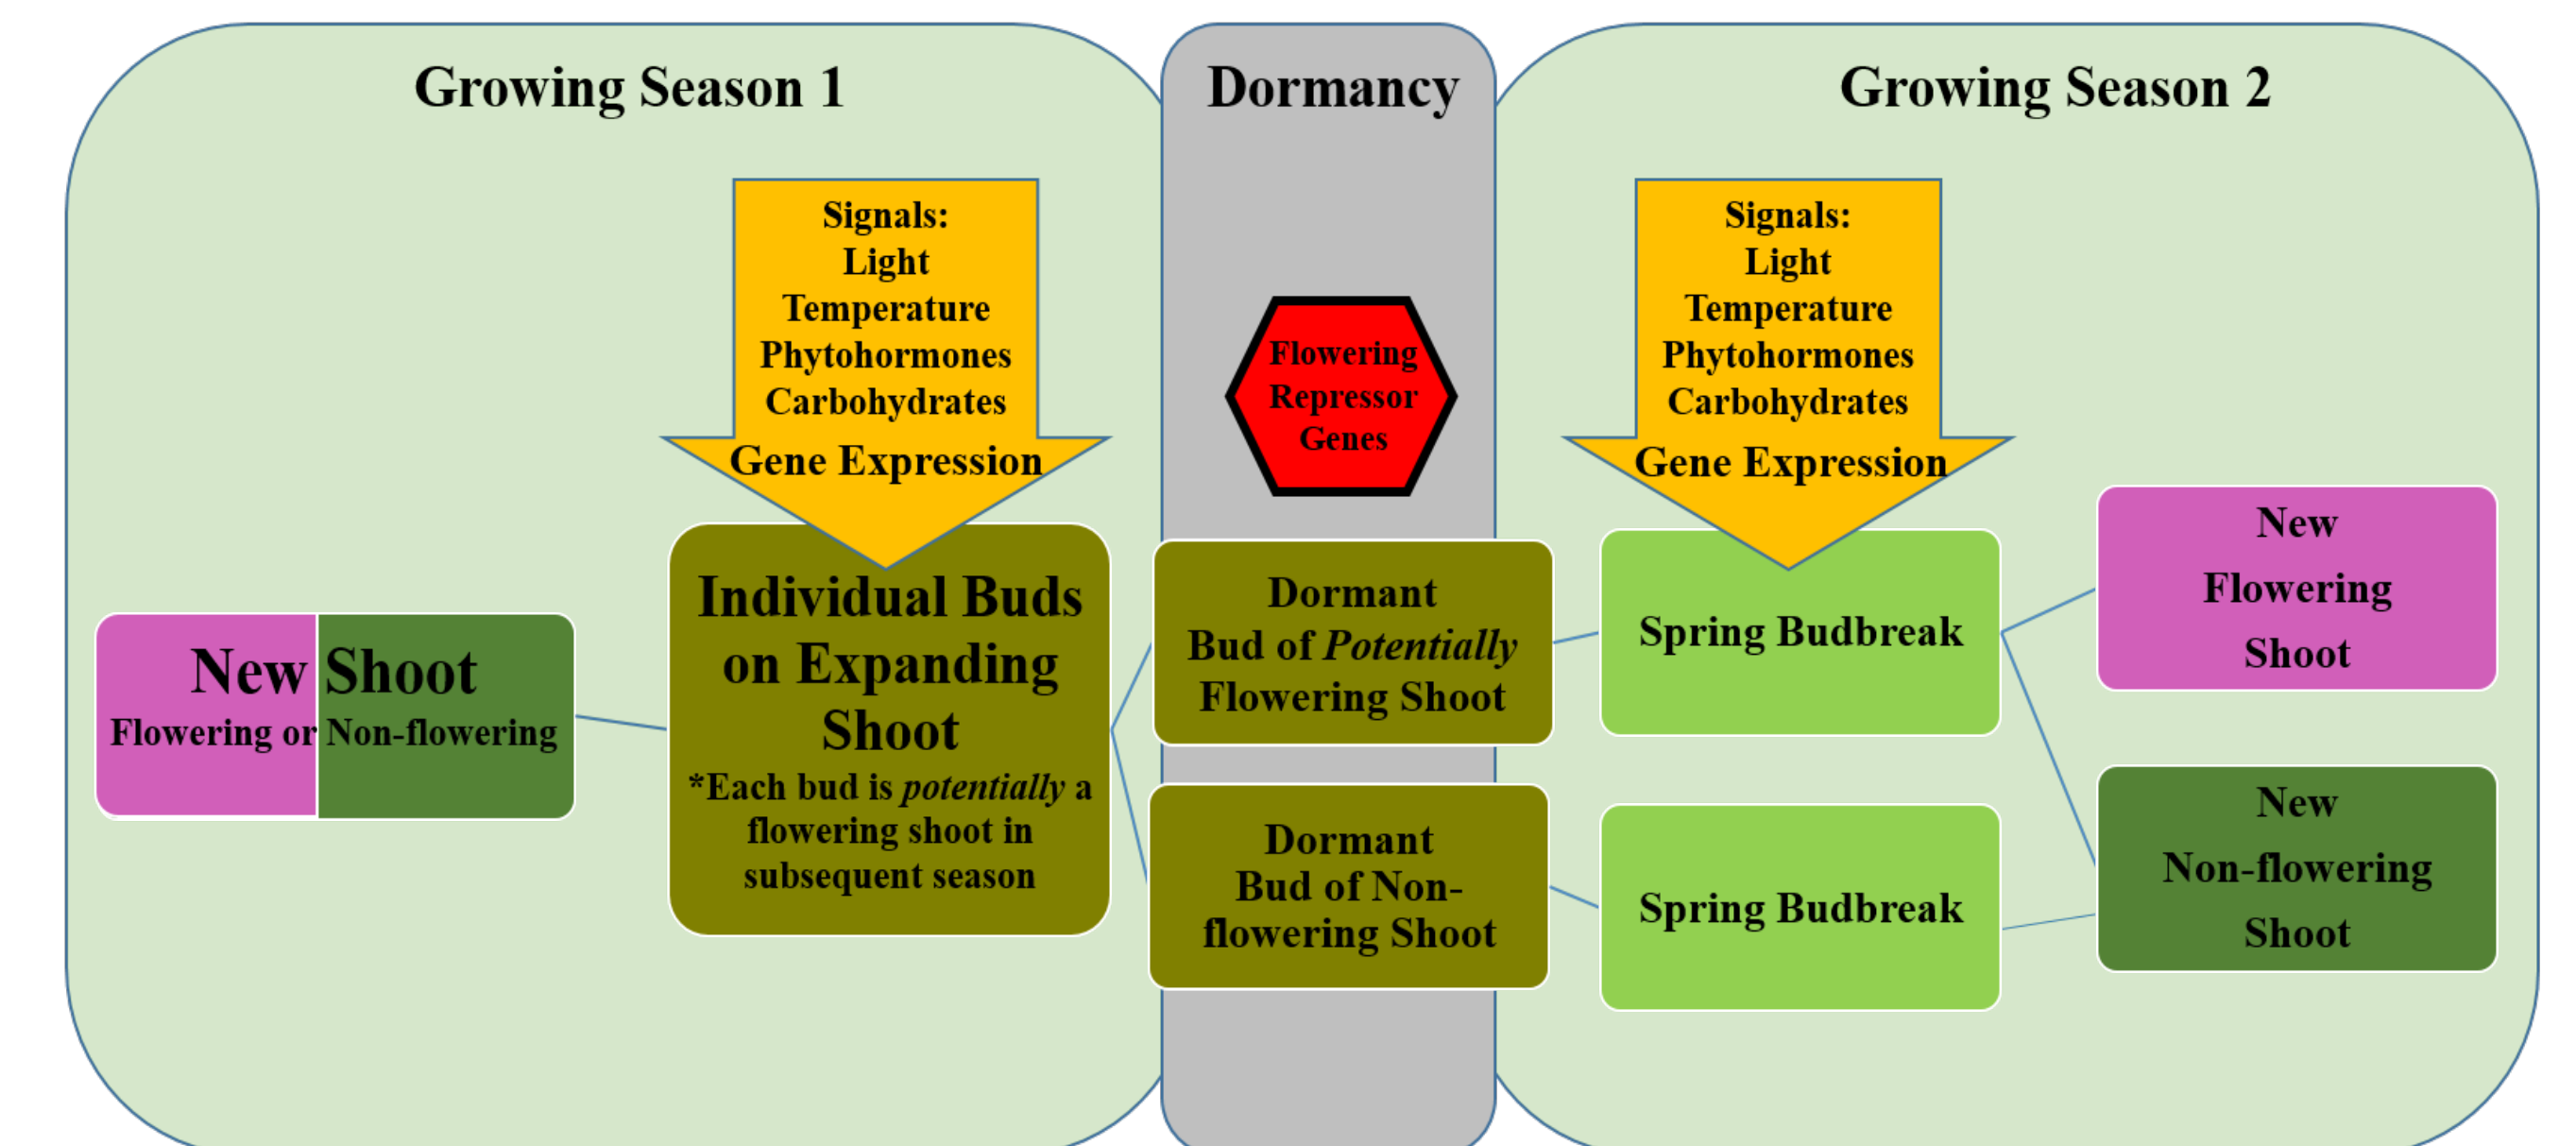 Growing Season 1
Dormancy
Growing Season 2
Signals:
Light
Temperature
Phytohormones
Carbohydrates
Gene Expression
Flowering
Repressor
Genes
Signals:
Light
Temperature
Phytohormones
Carbohydrates
Gene Expression
New Shoot
Flowering or Non-flowering
Individual Buds
on Expanding
Shoot
*Each bud is potentially a
flowering shoot in
subsequent season
Dormant
Bud of Potentially
Flowering Shoot
Dormant
Bud of Non-
flowering Shoot
Spring Budbreak
Spring Budbreak
New
Flowering
Shoot
New
Non-flowering
Shoot